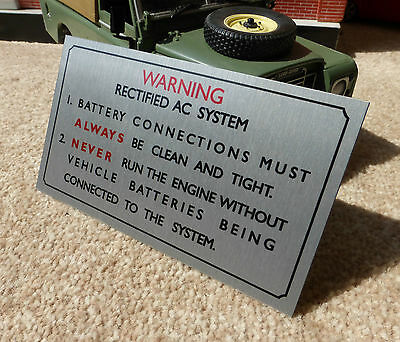 WARNING
RECTIFIED AC SYSTEM
1. BATTERY CONNECTIONS MUST
ALWAYS BE CLEAN AND TIGHT.
2. NEVER RUN THE ENGINE WITHOUT
VEHICLE BATTERIES BEING
CONNECTED TO THE SYSTEM.